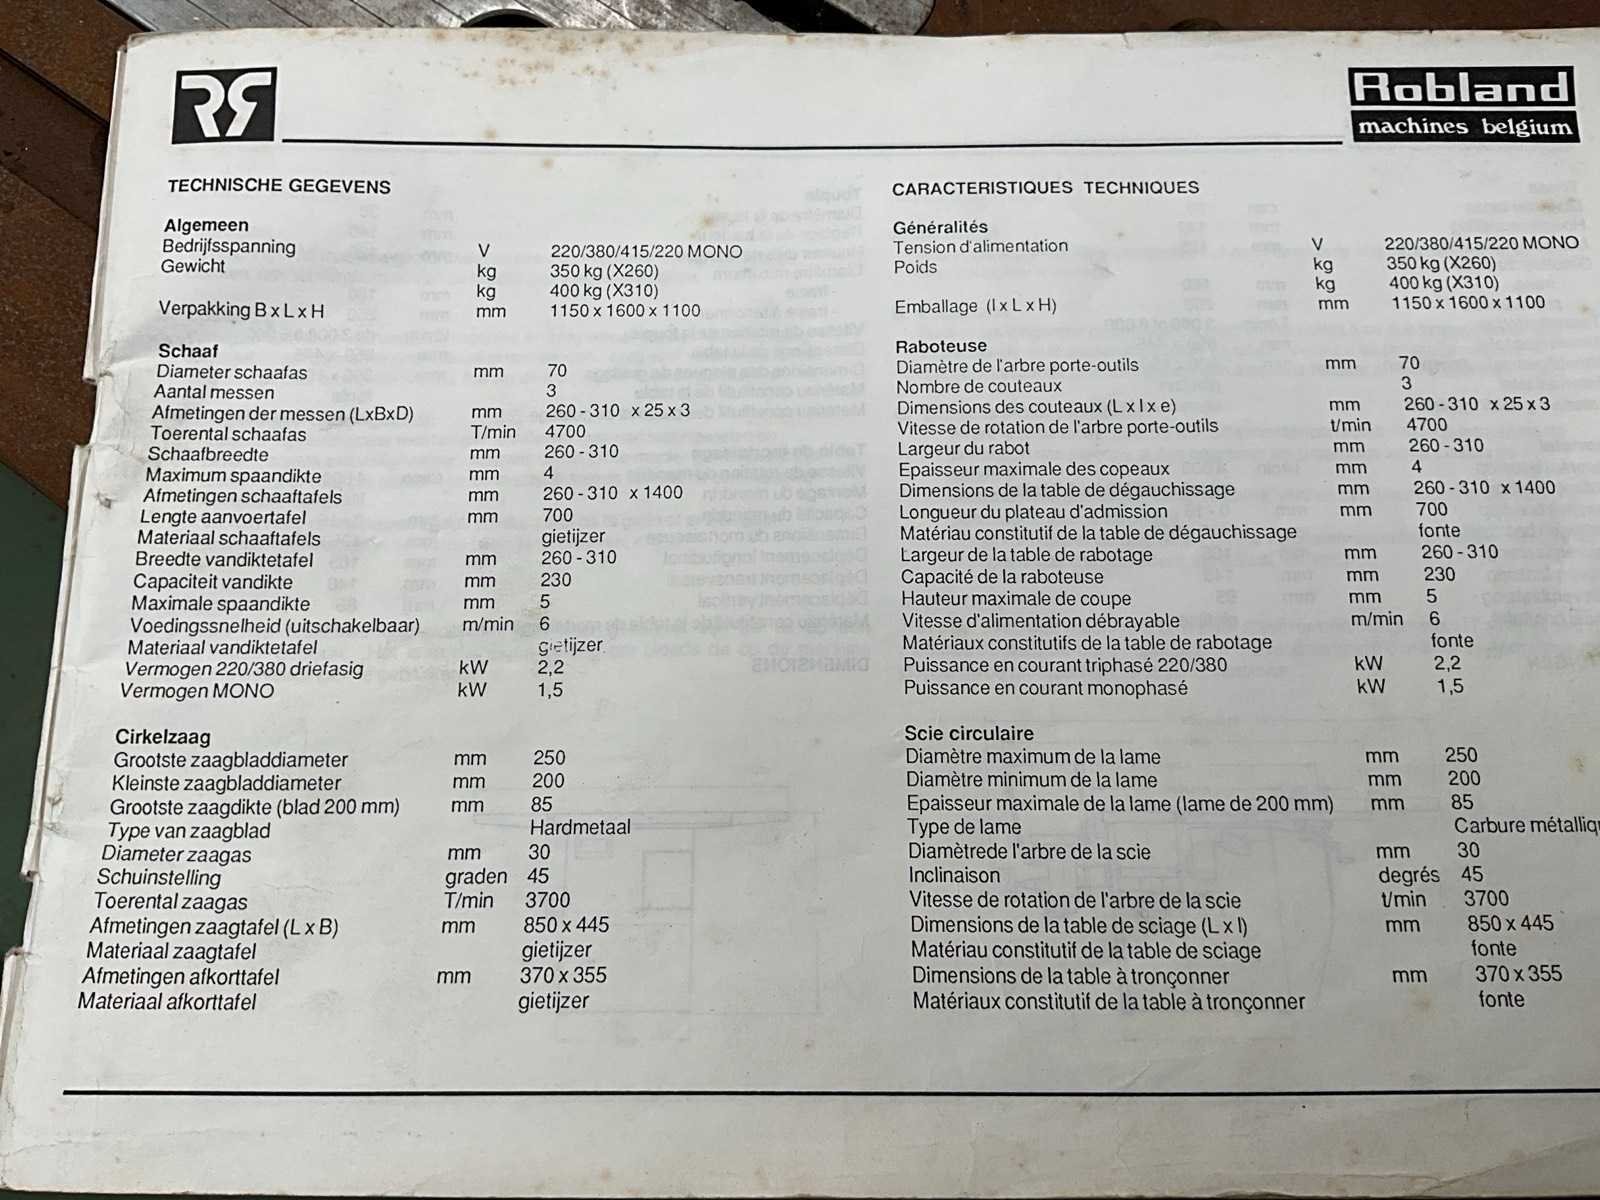 RR
Robland
machines belgium
TECHNISCHE GEGEVENS
Algemeen
Bedrijfsspanning V 220/380/415/220 MONO
Gewicht kg 350 kg (X260)
kg 400 kg (X310)
Verpakking B x L x H mm 1150 x 1600 x 1100
Schaaf
Diameter schaafas mm 70
Aantal messen 3
Afmetingen der messen (LxBxD) mm 260 - 310 x 25 x 3
Toerental schaafas T/min 4700
Schaafbreedte mm 260 - 310
Maximum spaandikte mm 4
Afmetingen schaaftafels mm 260 - 310 x 1400
Lengte aanvoertafel mm 700
Materiaal schaaftafels gietijzer
Breedte vandiktetafel mm 260 - 310
Capaciteit vandikte mm 230
Maximale spaandikte mm 5
Voedingssnelheid (uitschakelbaar) m/min 6
Materiaal vandiktetafel gietijzer
Vermogen 220/380 driefasig kW 2,2
Vermogen MONO kW 1,5
Cirkelzaag
Grootste zaagbladdiameter mm 250
Kleinste zaagbladdiameter mm 200
Grootste zaagdikte (blad 200 mm) mm 85
Type van zaagblad Hardmetaal
Diameter zaagas mm 30
Schuinstelling graden 45
Toerental zaagas T/min 3700
Afmetingen zaagtafel (L x B) mm 850 x 445
Materiaal zaagtafel gietijzer
Afmetingen afkorttafel mm 370 x 355
Materiaal afkorttafel gietijzer
CARACTERISTIQUES TECHNIQUES
Généralités
Tension d'alimentation V 220/380/415/220 MONO
Poids kg 350 kg (X260)
kg 400 kg (X310)
Emballage (l x L x H) mm 1150 x 1600 x 1100
Raboteuse
Diamètre de l'arbre porte-outils mm 70
Nombre de couteaux 3
Dimensions des couteaux (L x l x e) mm 260 - 310 x 25 x 3
Vitesse de rotation de l'arbre porte-outils t/min 4700
Largeur du rabot mm 260 - 310
Epaisseur maximale des copeaux mm 4
Dimensions de la table de dégauchissage mm 260 - 310 x 1400
Longueur du plateau d'admission mm 700
Matériau constitutif de la table de dégauchissage fonte
Largeur de la table de rabotage mm 260 - 310
Capacité de la raboteuse mm 230
Hauteur maximale de coupe mm 5
Vitesse d'alimentation débrayable m/min 6
Matériaux constitutifs de la table de rabotage fonte
Puissance en courant triphasé 220/380 kW 2,2
Puissance en courant monophasé kW 1,5
Scie circulaire
Diamètre maximum de la lame mm 250
Diamètre minimum de la lame mm 200
Epaisseur maximale de la lame (lame de 200 mm) mm 85
Type de lame Carbure métalliq
Diamètrede l'arbre de la scie mm 30
Inclinaison degrés 45
Vitesse de rotation de l'arbre de la scie t/min 3700
Dimensions de la table de sciage (L x l) mm 850 x 445
Matériau constitutif de la table de sciage fonte
Dimensions de la table à tronçonner mm 370 x 355
Matériaux constitutif de la table à tronçonner fonte